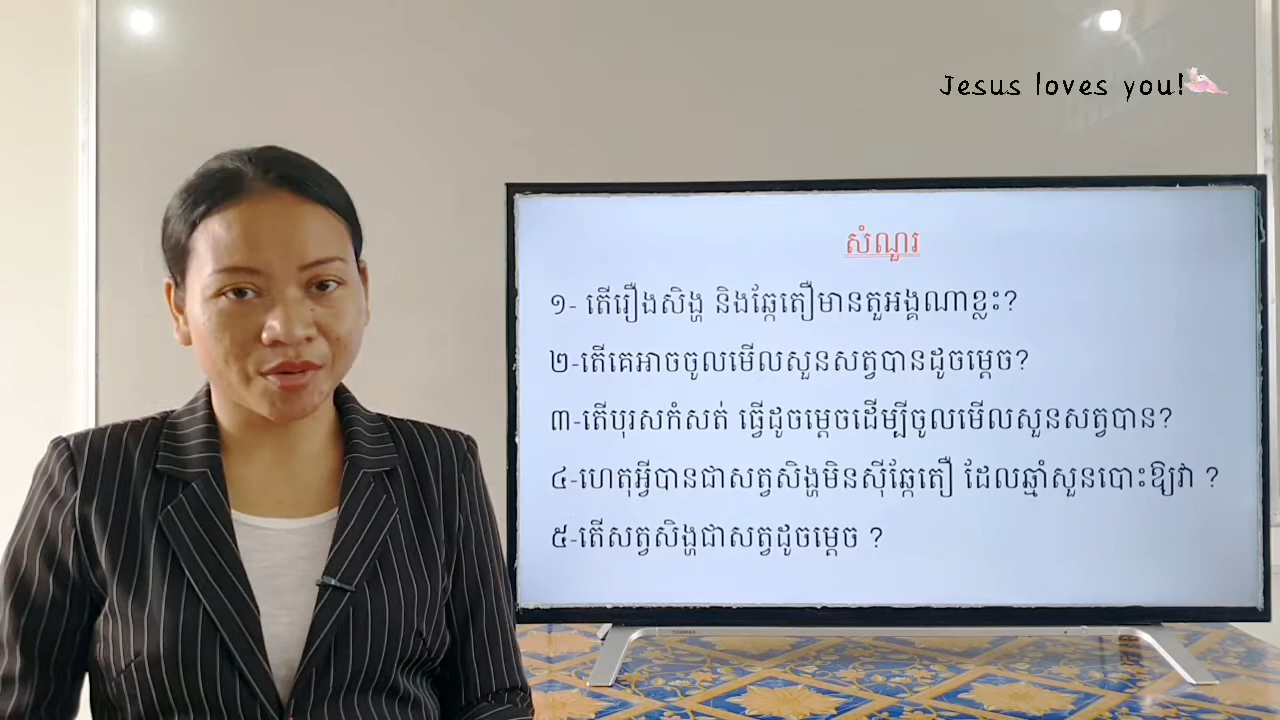 Jesus loves you!
សំណួរ
១- តើរឿងសិង្ហ និងឆ្កែតឿមានតួអង្គណាខ្លះ?
២-តើគេអាចចូលមើលសួនសត្វបានដូចម្ដេច?
៣-តើបុរសកំសត់ ធ្វើដូចម្ដេចដើម្បីចូលមើលសួនសត្វបាន?
៤-ហេតុអ្វីបានជាសត្វសិង្ហមិនស៊ីឆ្កែតឿ ដែលឆ្មាំសួនបោះឱ្យវា ?
៥-តើសត្វសិង្ហជាសត្វដូចម្ដេច ?
TOSHIBA